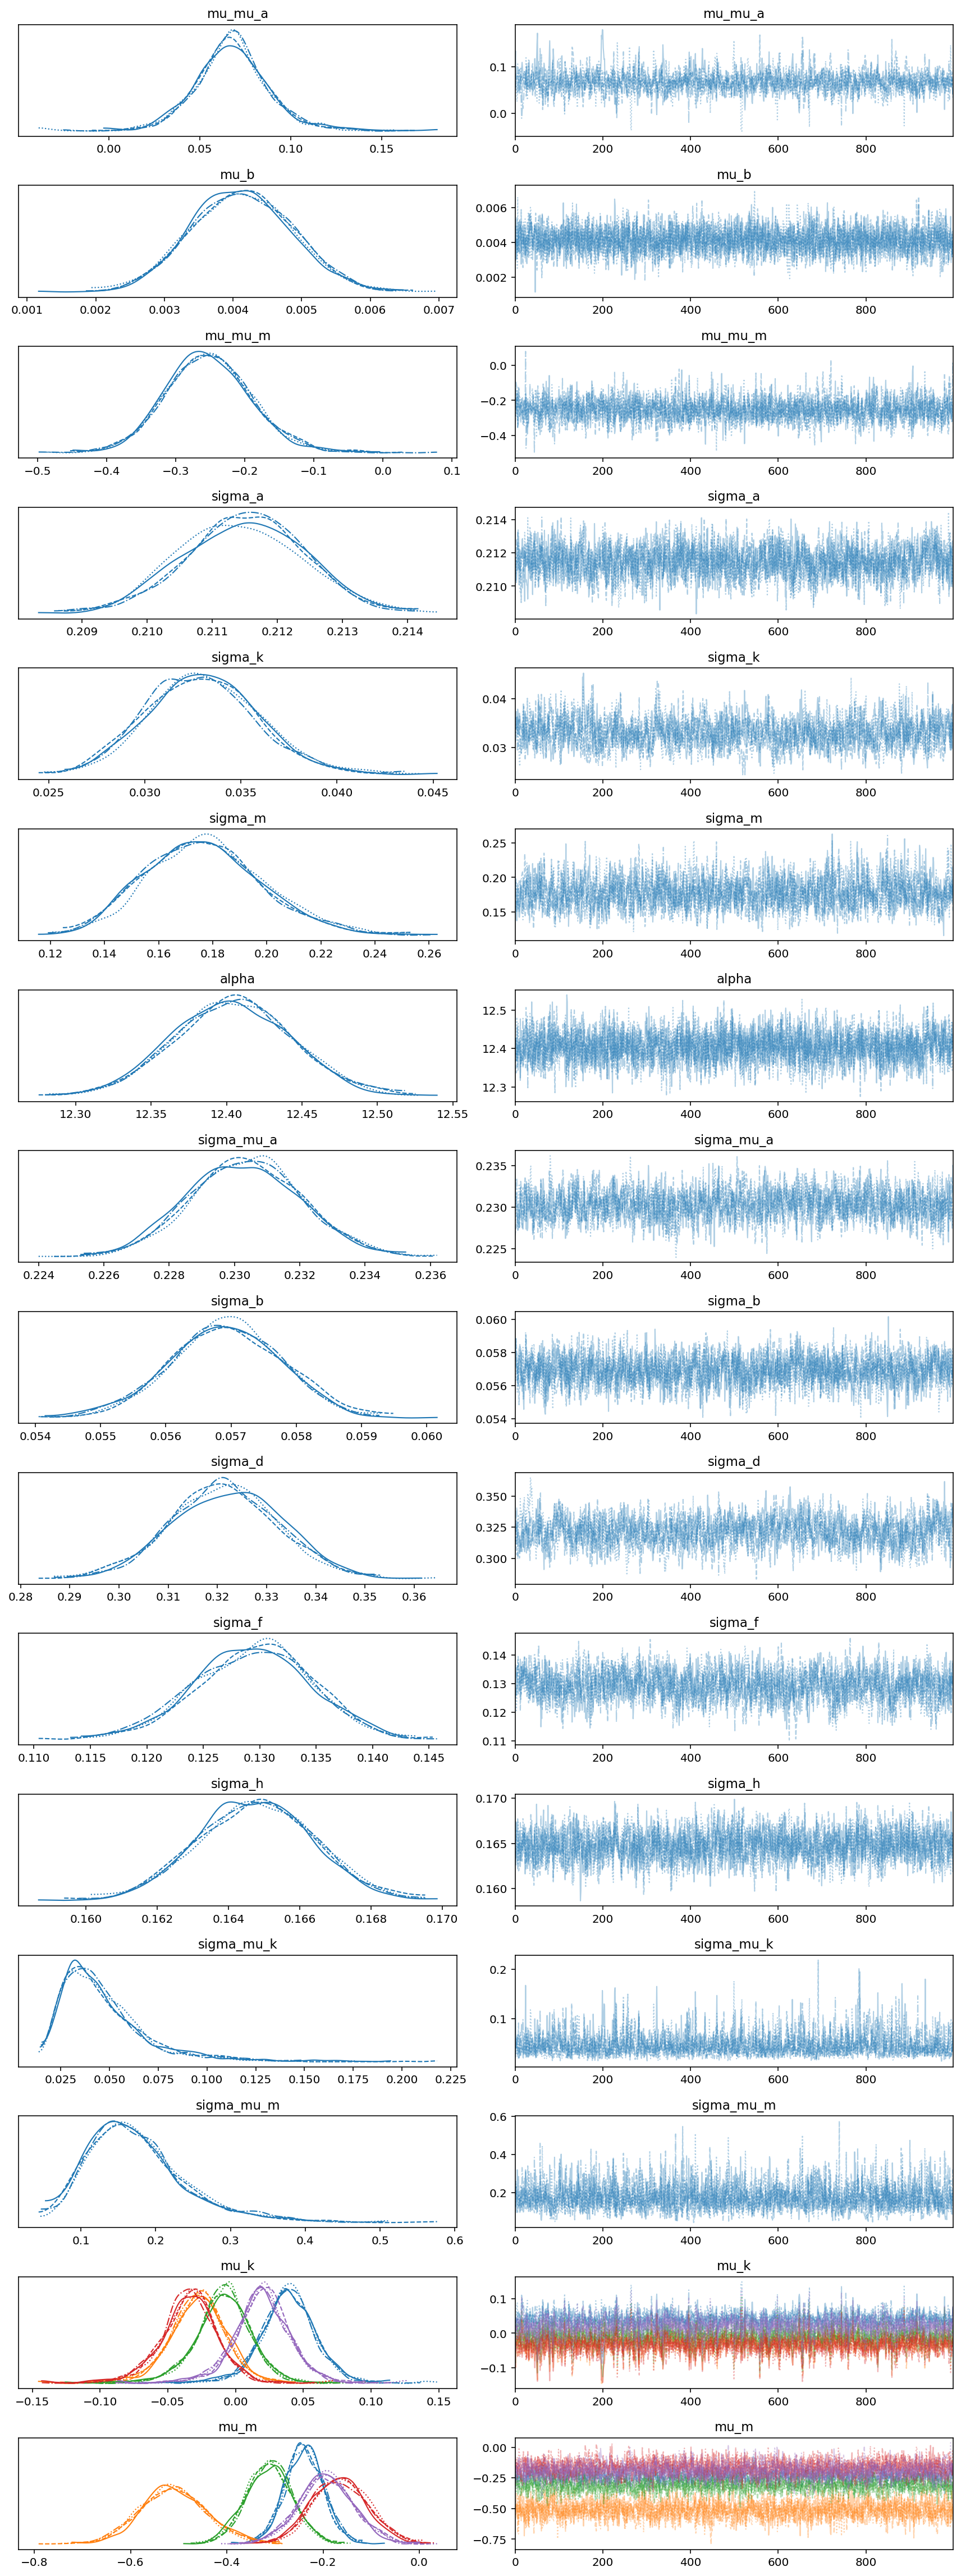 mu_mu_a mu_mu_a
0.1
0.0
0.00 0.05 0.10 0.15 0 200 400 600 800
mu_b mu_b
0.006
0.004
0.002
0.001 0.002 0.003 0.004 0.005 0.006 0.007 0 200 400 600 800
mu_mu_m mu_mu_m
0.0
−0.2
−0.4
−0.5 −0.4 −0.3 −0.2 −0.1 0.0 0.1 0 200 400 600 800
sigma_a sigma_a
0.214
0.212
0.210
0.209 0.210 0.211 0.212 0.213 0.214 0 200 400 600 800
sigma_k sigma_k
0.04
0.03
0.025 0.030 0.035 0.040 0.045 0 200 400 600 800
sigma_m sigma_m
0.25
0.20
0.15
0.12 0.14 0.16 0.18 0.20 0.22 0.24 0.26 0 200 400 600 800
alpha alpha
12.5
12.4
12.3
12.30 12.35 12.40 12.45 12.50 12.55 0 200 400 600 800
sigma_mu_a sigma_mu_a
0.235
0.230
0.225
0.224 0.226 0.228 0.230 0.232 0.234 0.236 0 200 400 600 800
sigma_b sigma_b
0.060
0.058
0.056
0.054
0.054 0.055 0.056 0.057 0.058 0.059 0.060 0 200 400 600 800
sigma_d sigma_d
0.350
0.325
0.300
0.28 0.29 0.30 0.31 0.32 0.33 0.34 0.35 0.36 0 200 400 600 800
sigma_f sigma_f
0.14
0.13
0.12
0.11
0.110 0.115 0.120 0.125 0.130 0.135 0.140 0.145 0 200 400 600 800
sigma_h sigma_h
0.170
0.165
0.160
0.160 0.162 0.164 0.166 0.168 0.170 0 200 400 600 800
sigma_mu_k sigma_mu_k
0.2
0.1
0.025 0.050 0.075 0.100 0.125 0.150 0.175 0.200 0.225 0 200 400 600 800
sigma_mu_m sigma_mu_m
0.6
0.4
0.2
0.1 0.2 0.3 0.4 0.5 0.6 0 200 400 600 800
mu_k mu_k
0.1
0.0
−0.1
−0.15 −0.10 −0.05 0.00 0.05 0.10 0.15 0 200 400 600 800
mu_m mu_m
0.00
−0.25
−0.50
−0.75
−0.8 −0.6 −0.4 −0.2 0.0 0 200 400 600 800